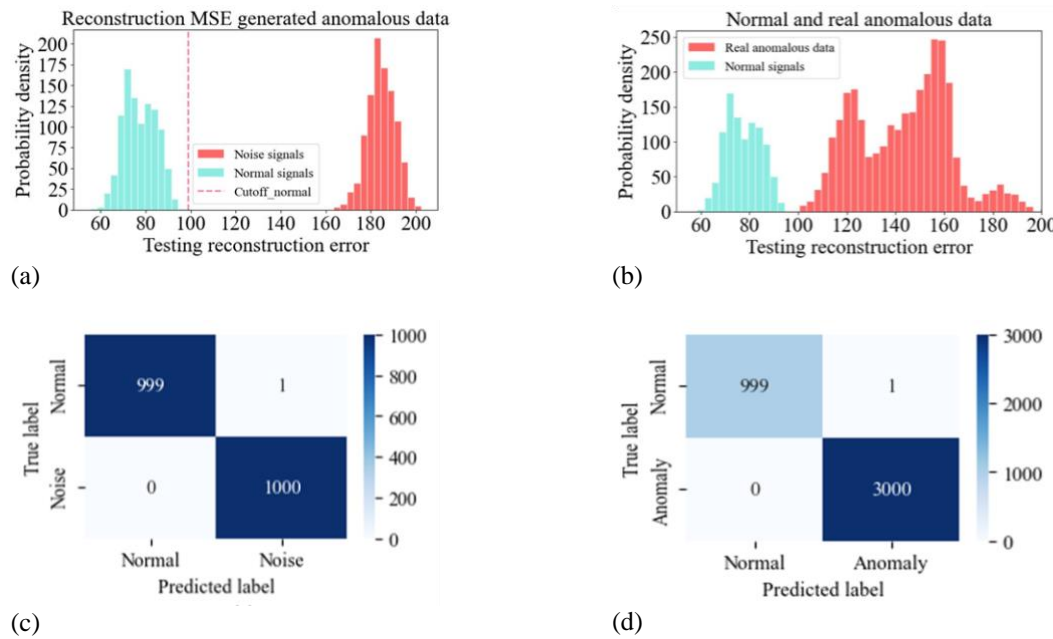 Reconstruction MSE generated anomalous data
Probability density
200
175
150
125
100
75
50
25
0
Noise signals
Normal signals
Cutoff_normal
60 80 100 120 140 160 180 200
Testing reconstruction error
(a)
Normal and real anomalous data
Probability density
250
200
150
100
50
0
Real anomalous data
Normal signals
60 80 100 120 140 160 180 200
Testing reconstruction error
(b)
True label
Normal
Noise
999 1
0 1000
Normal Noise
Predicted label
1000
800
600
400
200
0
(c)
True label
Normal
Anomaly
999 1
0 3000
Normal Anomaly
Predicted label
3000
2000
1000
0
(d)